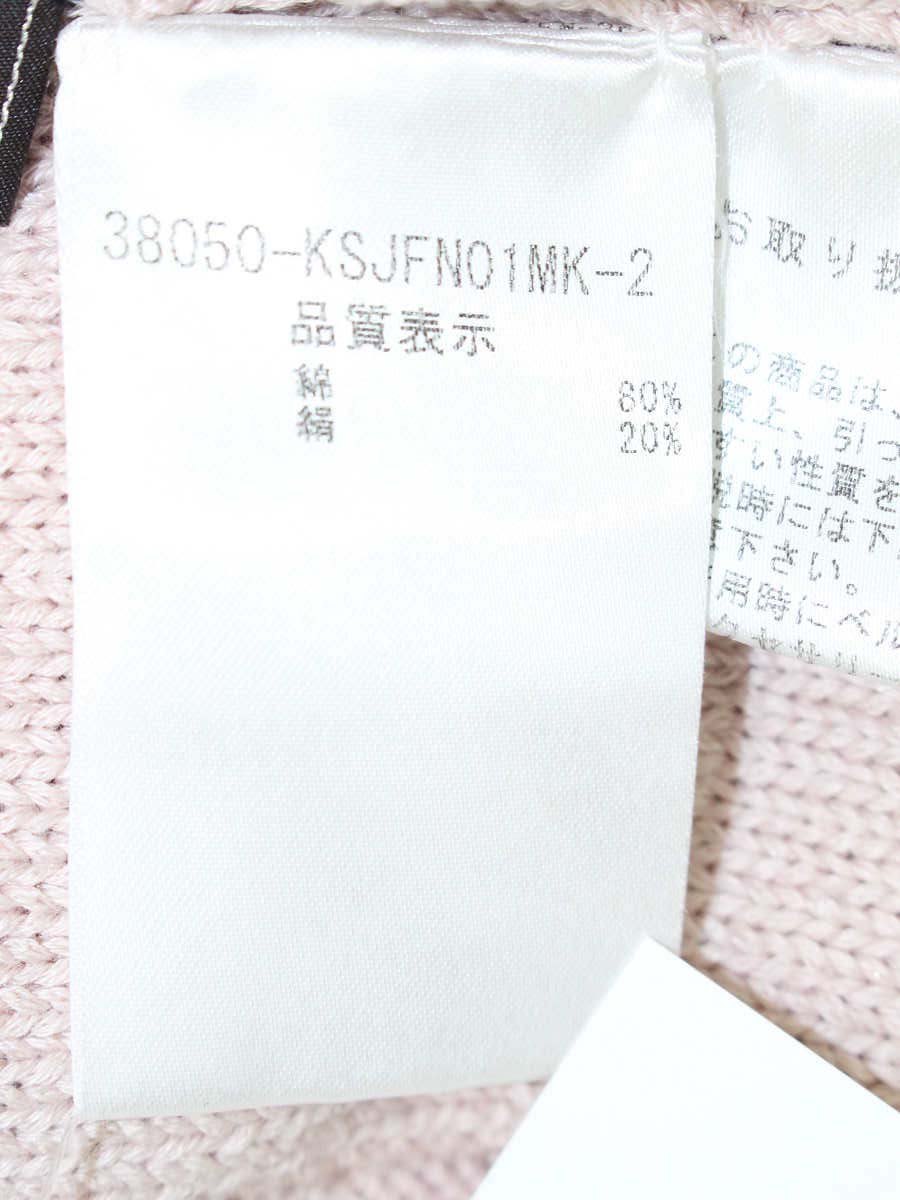 38050-KSJFN01MK-2
品質表示
綿 80%
絹 20%
お取り扱
の商品は、
質上、引っ
すい性質を
時には下
下さい。
用時にベル